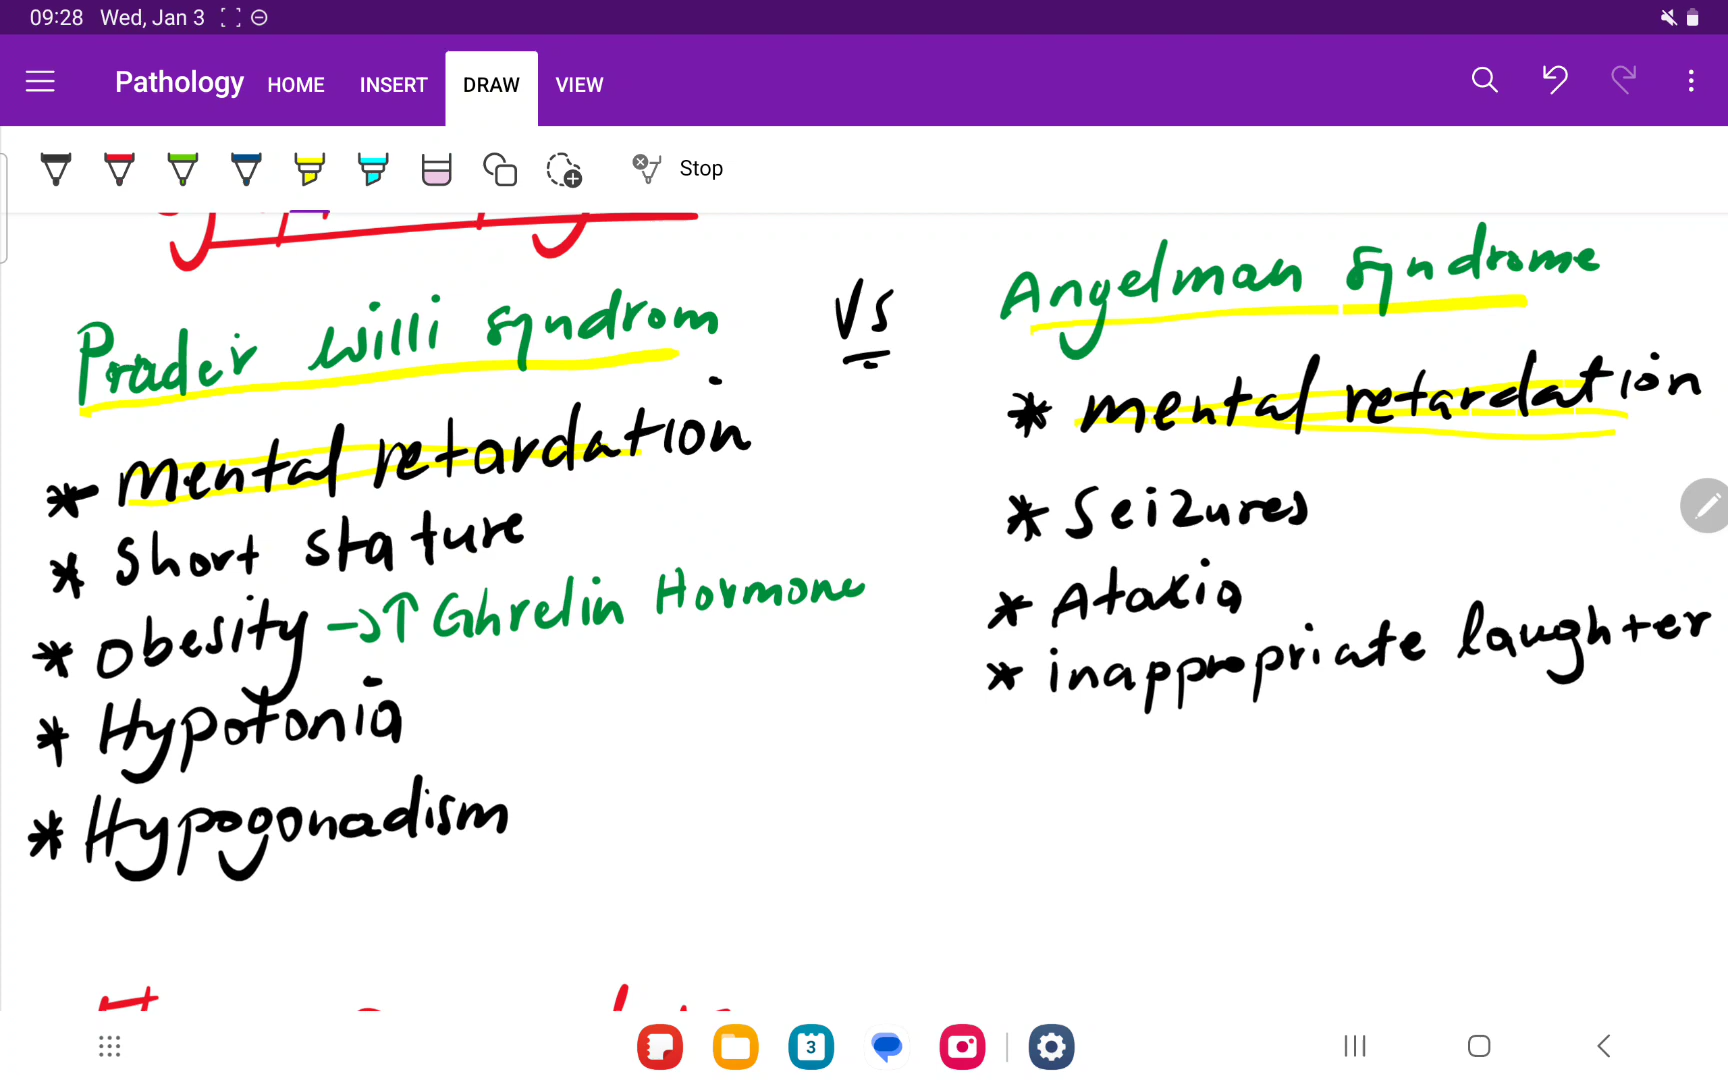 09:28 Wed, Jan 3
Pathology HOME INSERT DRAW VIEW
Stop
Prader willi syndrom
Vs
Angelman syndrome
* mental retardation
* short stature
* obesity → ↑ Ghrelin Hormone
* Hypotonia
* Hypogonadism
* mental retardation
* Seizures
* Ataxia
* inappropriate laughter
3